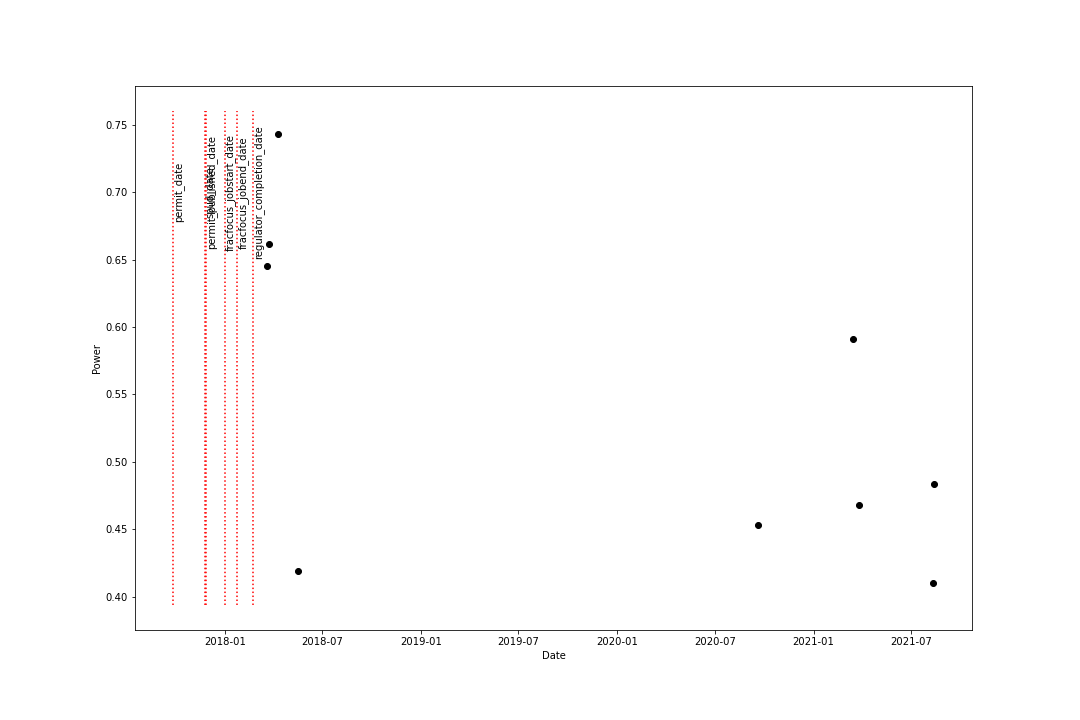 0.75
0.70
0.65
0.60
0.55
0.50
0.45
0.40
Power
permit_date
permit_published_date
fracfocus_jobstart_date
fracfocus_jobend_date
regulator_completion_date
2018-01
2018-07
2019-01
2019-07
2020-01
2020-07
2021-01
2021-07
Date